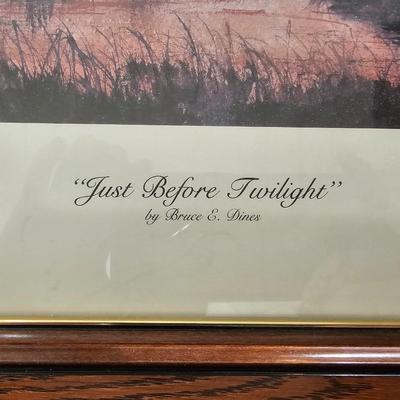 “Just Before Twilight”
by Bruce E. Dines